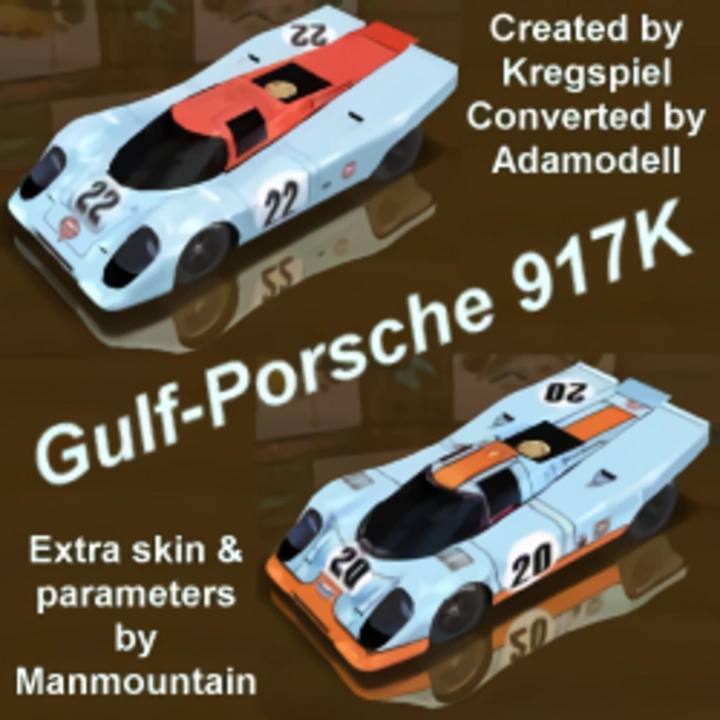 Created by
Kregspiel
Converted by
Adamodell
22
22
22
Gulf-Porsche 917K
20
20
20
Extra skin &
parameters
by
Manmountain